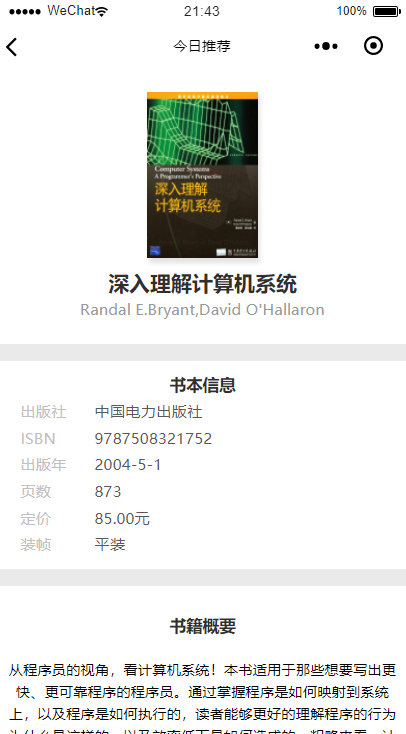 WeChat 21:43 100%
今日推荐
Computer Systems
A Programmer's Perspective
深入理解
计算机系统
深入理解计算机系统
Randal E.Bryant,David O'Hallaron
书本信息
出版社 中国电力出版社
ISBN 9787508321752
出版年 2004-5-1
页数 873
定价 85.00元
装帧 平装
书籍概要
从程序员的视角，看计算机系统！本书适用于那些想要写出更
快、更可靠程序的程序员。通过掌握程序是如何映射到系统
上，以及程序是如何执行的，读者能够更好的理解程序的行为